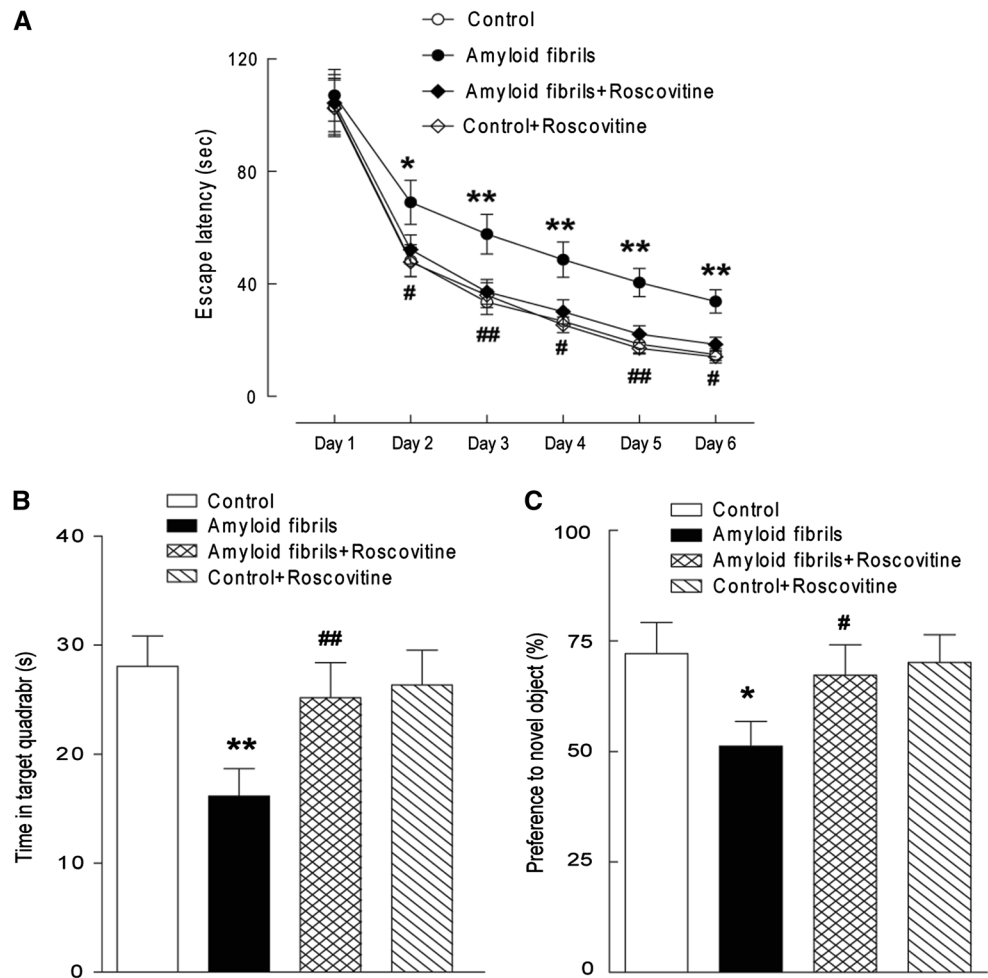 A
Control
Amyloid fibrils
Amyloid fibrils+Roscovitine
Control+Roscovitine
Escape latency (sec)
120
80
40
0
*
**
**
**
**
#
##
#
##
#
Day 1 Day 2 Day 3 Day 4 Day 5 Day 6
B
Control
Amyloid fibrils
Amyloid fibrils+Roscovitine
Control+Roscovitine
Time in target quadrabr (s)
40
30
20
10
0
**
##
C
Control
Amyloid fibrils
Amyloid fibrils+Roscovitine
Control+Roscovitine
Preference to novel object (%)
100
75
50
25
0
*
#